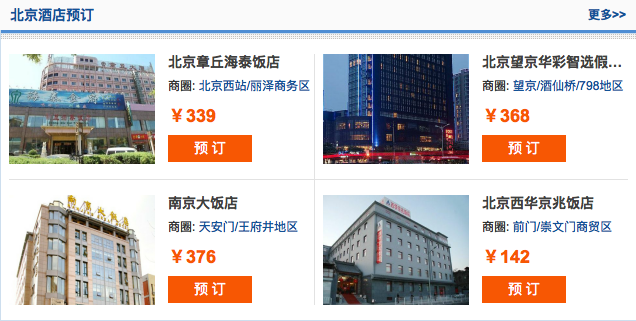 北京酒店预订
更多>>
北京章丘海泰饭店
商圈: 北京西站/丽泽商务区
￥339
预 订
北京望京华彩智选假...
商圈: 望京/酒仙桥/798地区
￥368
预 订
南京大饭店
商圈: 天安门/王府井地区
￥376
预 订
北京西华京兆饭店
商圈: 前门/崇文门商贸区
￥142
预 订